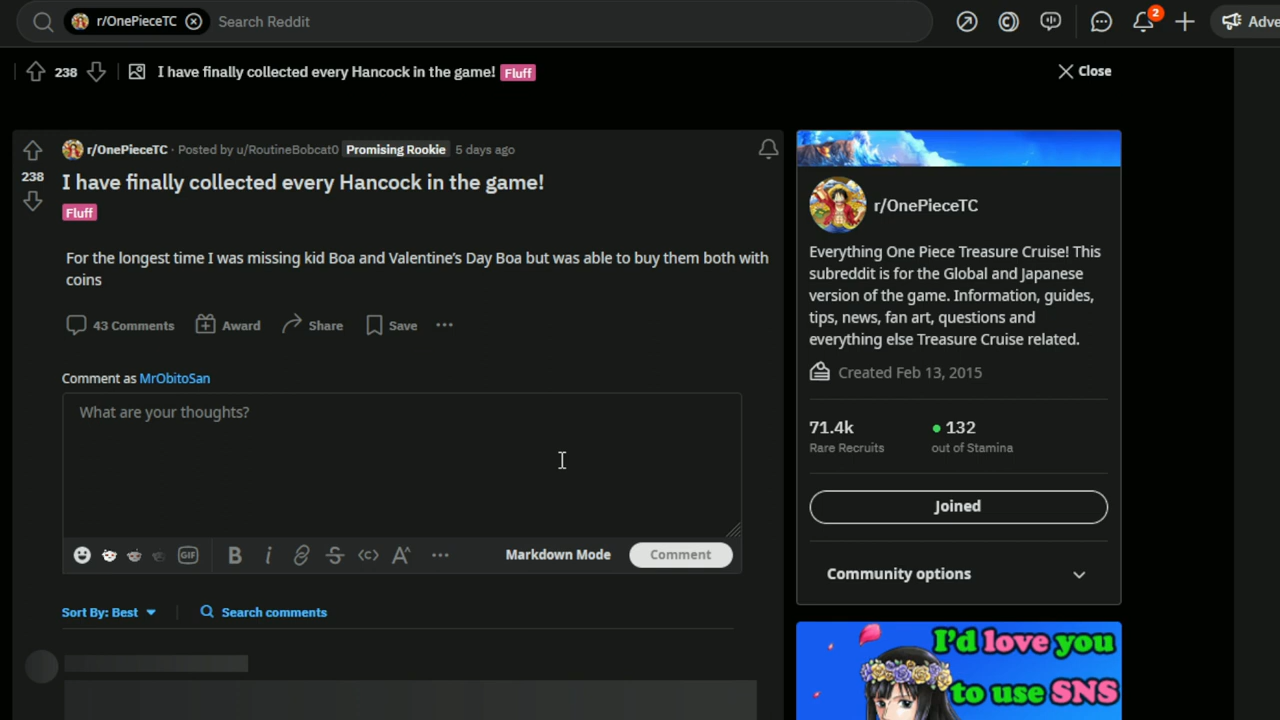 r/OnePieceTC Search Reddit 2 Adve
238 I have finally collected every Hancock in the game! Fluff Close
r/OnePieceTC · Posted by u/RoutineBobcat0 Promising Rookie 5 days ago
238
I have finally collected every Hancock in the game!
Fluff
For the longest time I was missing kid Boa and Valentine's Day Boa but was able to buy them both with
coins
43 Comments Award Share Save
Comment as MrObitoSan
What are your thoughts?
GIF B i Markdown Mode Comment
Sort By: Best Search comments
r/OnePieceTC
Everything One Piece Treasure Cruise! This
subreddit is for the Global and Japanese
version of the game. Information, guides,
tips, news, fan art, questions and
everything else Treasure Cruise related.
Created Feb 13, 2015
71.4k 132
Rare Recruits out of Stamina
Joined
Community options
I'd love you
to use SNS